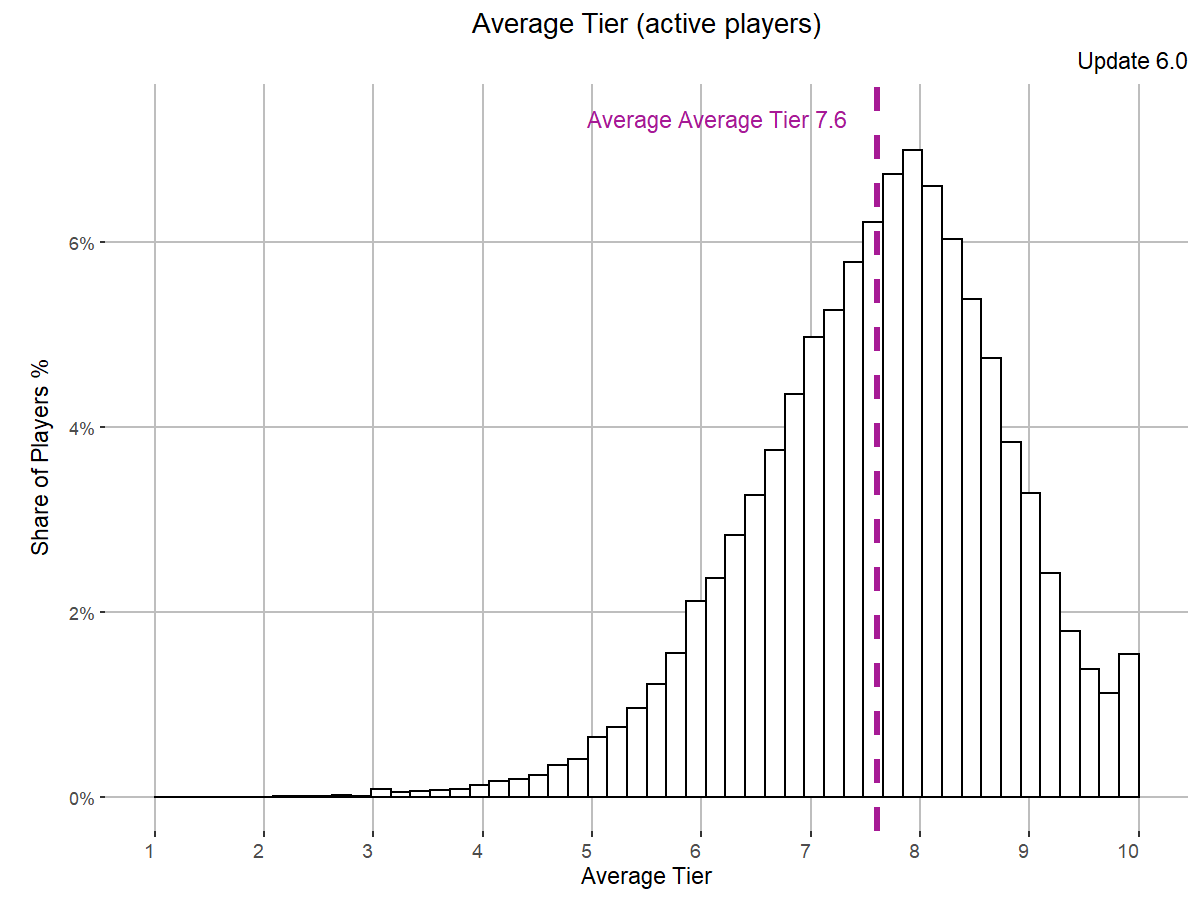 Average Tier (active players)
Update 6.0
Average Average Tier 7.6
6%
4%
2%
0%
Share of Players %
1 2 3 4 5 6 7 8 9 10
Average Tier